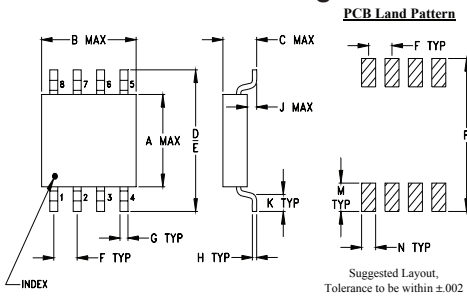 PCB Land Pattern
B MAX
C MAX
F TYP
8 7 6 5
J MAX
A MAX
D
E
P
1 2 3 4
K TYP
M
TYP
G TYP
F TYP
H TYP
N TYP
INDEX
Suggested Layout,
Tolerance to be within ±.002